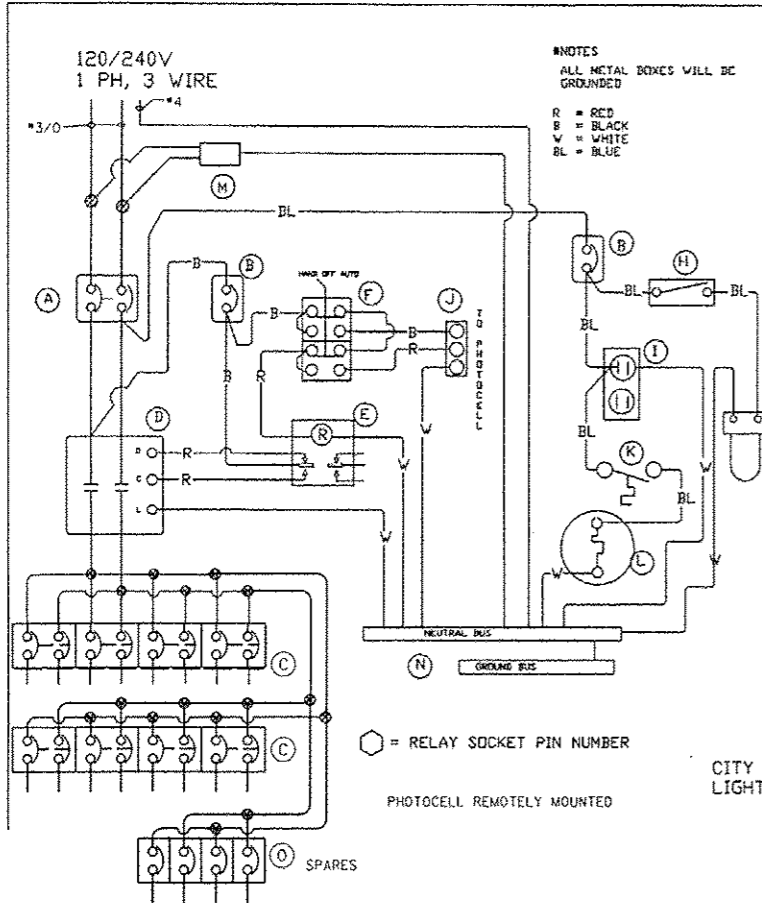 120/240V
1 PH, 3 WIRE
#4
#3/0
*NOTES
ALL METAL BOXES WILL BE
GROUNDED
R = RED
B = BLACK
W = WHITE
BL = BLUE
M
BL
B
A
B
B
HAND OFF AUTO
F
J
TO PHOTOCELL
H
BL
BL
BL
B
B
R
R
B
W
I
D
E
R
O
R
C
R
L
W
W
K
BL
BL
W
W
L
W
NEUTRAL BUS
N
GROUND BUS
C
C
= RELAY SOCKET PIN NUMBER
PHOTOCELL REMOTELY MOUNTED
CITY
LIGHT
O
SPARES